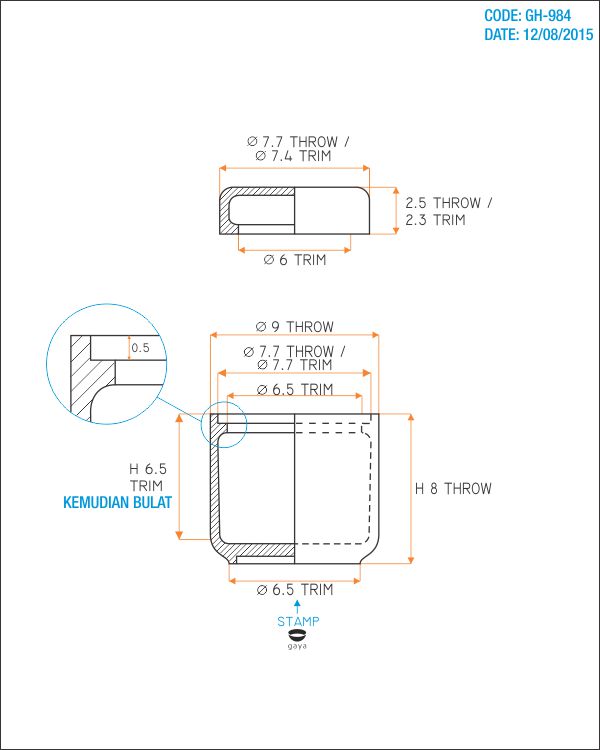 CODE: GH-984
DATE: 12/08/2015
Ø 7.7 THROW /
Ø 7.4 TRIM
2.5 THROW /
2.3 TRIM
Ø 6 TRIM
Ø 9 THROW
0.5
Ø 7.7 THROW /
Ø 7.7 TRIM
Ø 6.5 TRIM
H 6.5
TRIM
KEMUDIAN BULAT
H 8 THROW
Ø 6.5 TRIM
STAMP
gaya